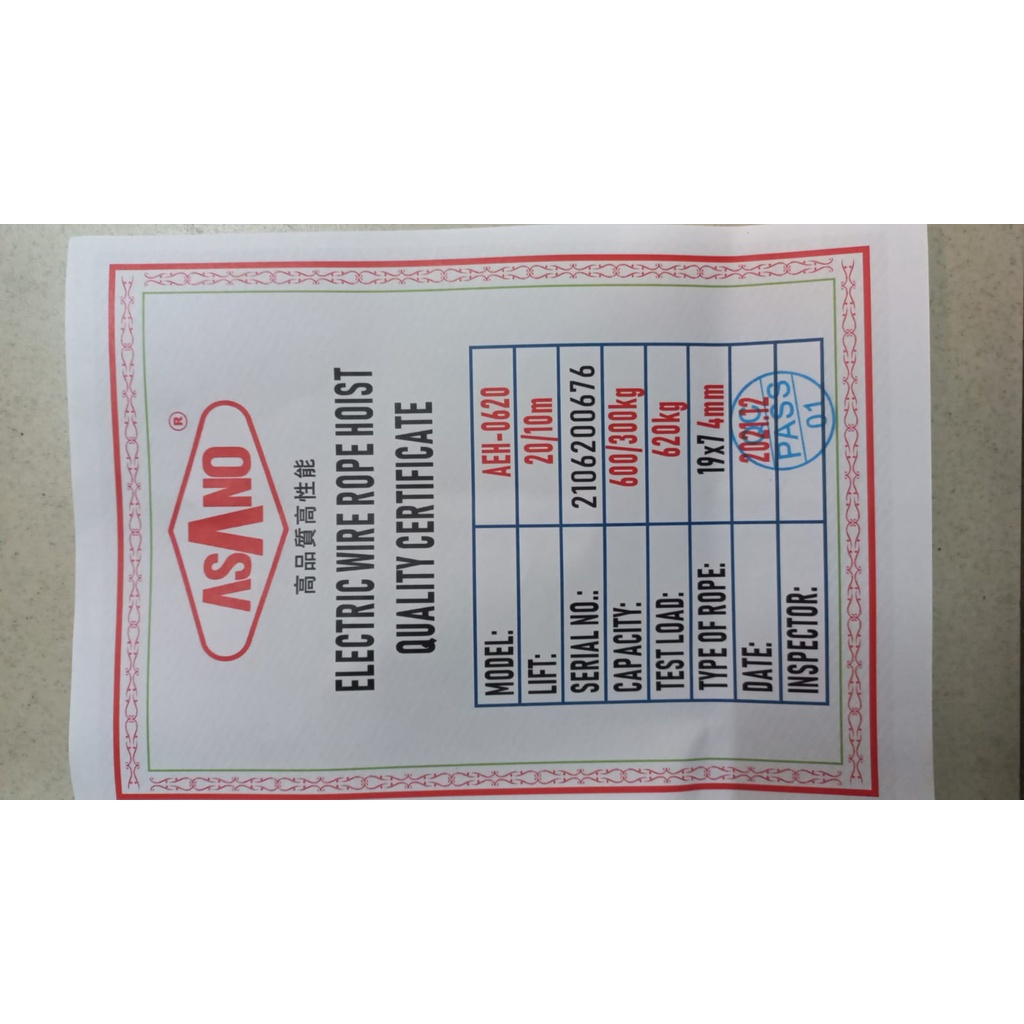 ASANO ®
高品質高性能
ELECTRIC WIRE ROPE HOIST
QUALITY CERTIFICATE
MODEL: AEH-0620
LIFT: 20/10m
SERIAL NO.: 2106200676
CAPACITY: 600/300kg
TEST LOAD: 620kg
TYPE OF ROPE: 19x7 4mm
DATE:
INSPECTOR:
PASS
01